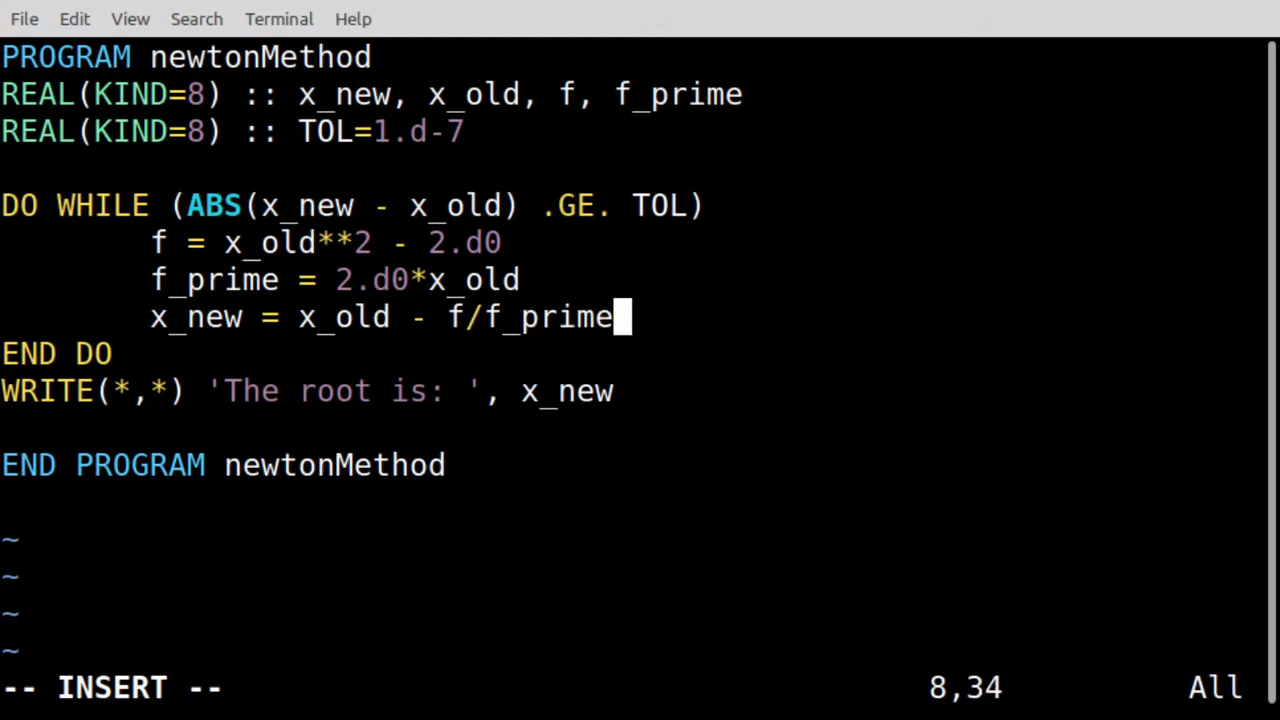 File Edit View Search Terminal Help
PROGRAM newtonMethod
REAL(KIND=8) :: x_new, x_old, f, f_prime
REAL(KIND=8) :: TOL=1.d-7
DO WHILE (ABS(x_new - x_old) .GE. TOL)
        f = x_old**2 - 2.d0
        f_prime = 2.d0*x_old
        x_new = x_old - f/f_prime
END DO
WRITE(*,*) 'The root is: ', x_new
END PROGRAM newtonMethod
~
~
~
~
-- INSERT -- 8,34 All